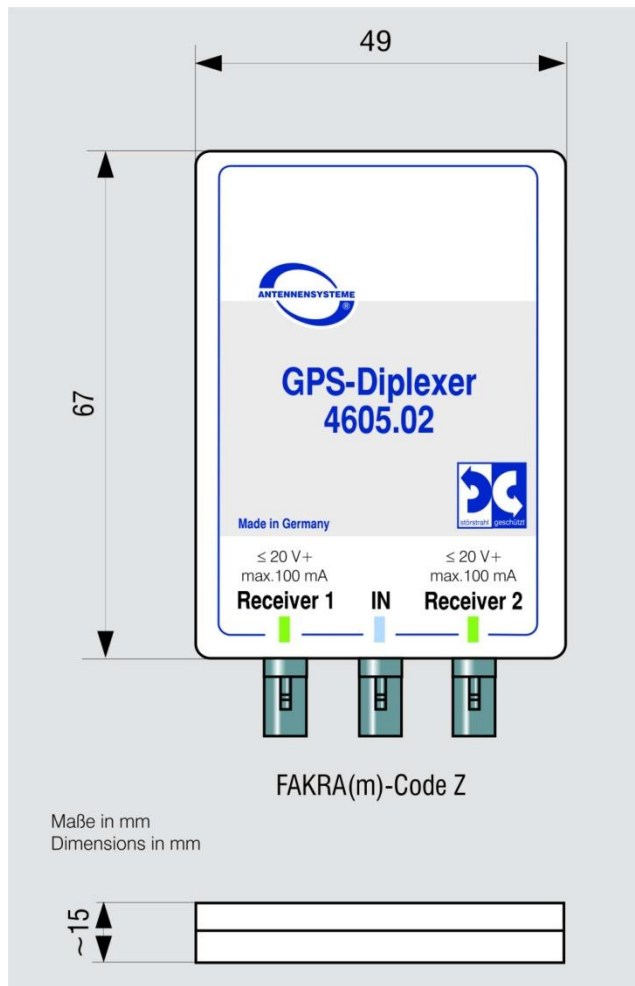 49
67
ANTENNENSYSTEME
®
GPS-Diplexer
4605.02
störstrahl geschützt
Made in Germany
≤ 20 V+ ≤ 20 V+
max.100 mA max.100 mA
Receiver 1 IN Receiver 2
FAKRA(m)-Code Z
Maße in mm
Dimensions in mm
~15